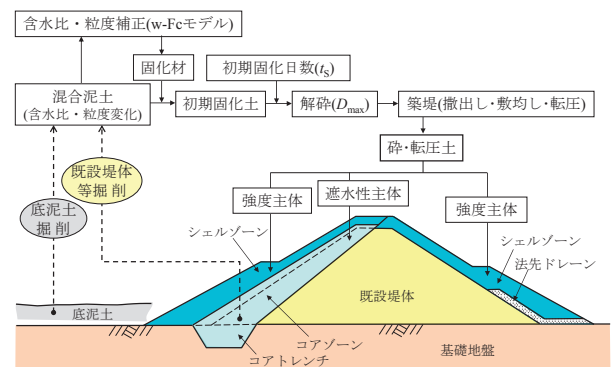 含水比・粒度補正(w-Fcモデル)
固化材
初期固化日数(tS)
混合泥土
(含水比・粒度変化)
初期固化土
解砕(Dmax)
築堤(撒出し・敷均し・転圧)
砕・転圧土
既設堤体
等掘削
底泥土
掘削
強度主体
遮水性主体
強度主体
シェルゾーン
シェルゾーン
法先ドレーン
既設堤体
底泥土
コアゾーン
コアトレンチ
基礎地盤